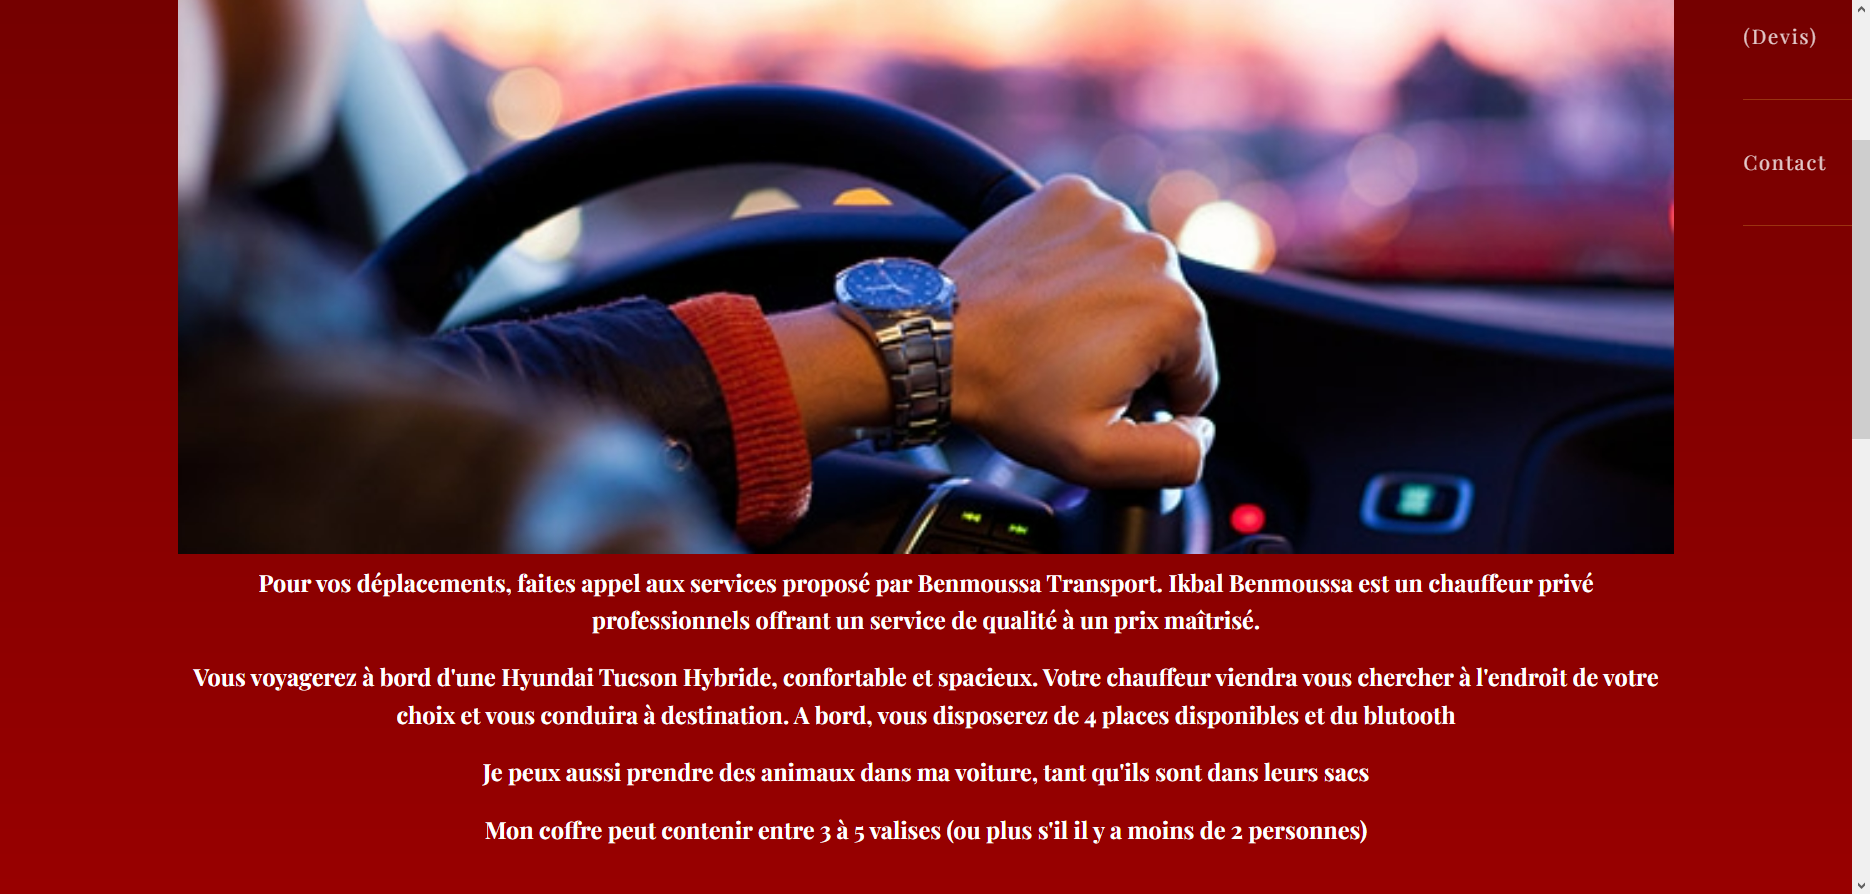 (Devis)
Contact
Pour vos déplacements, faites appel aux services proposé par Benmoussa Transport. Ikbal Benmoussa est un chauffeur privé
professionnels offrant un service de qualité à un prix maîtrisé.
Vous voyagerez à bord d'une Hyundai Tucson Hybride, confortable et spacieux. Votre chauffeur viendra vous chercher à l'endroit de votre
choix et vous conduira à destination. A bord, vous disposerez de 4 places disponibles et du blutooth
Je peux aussi prendre des animaux dans ma voiture, tant qu'ils sont dans leurs sacs
Mon coffre peut contenir entre 3 à 5 valises (ou plus s'il il y a moins de 2 personnes)